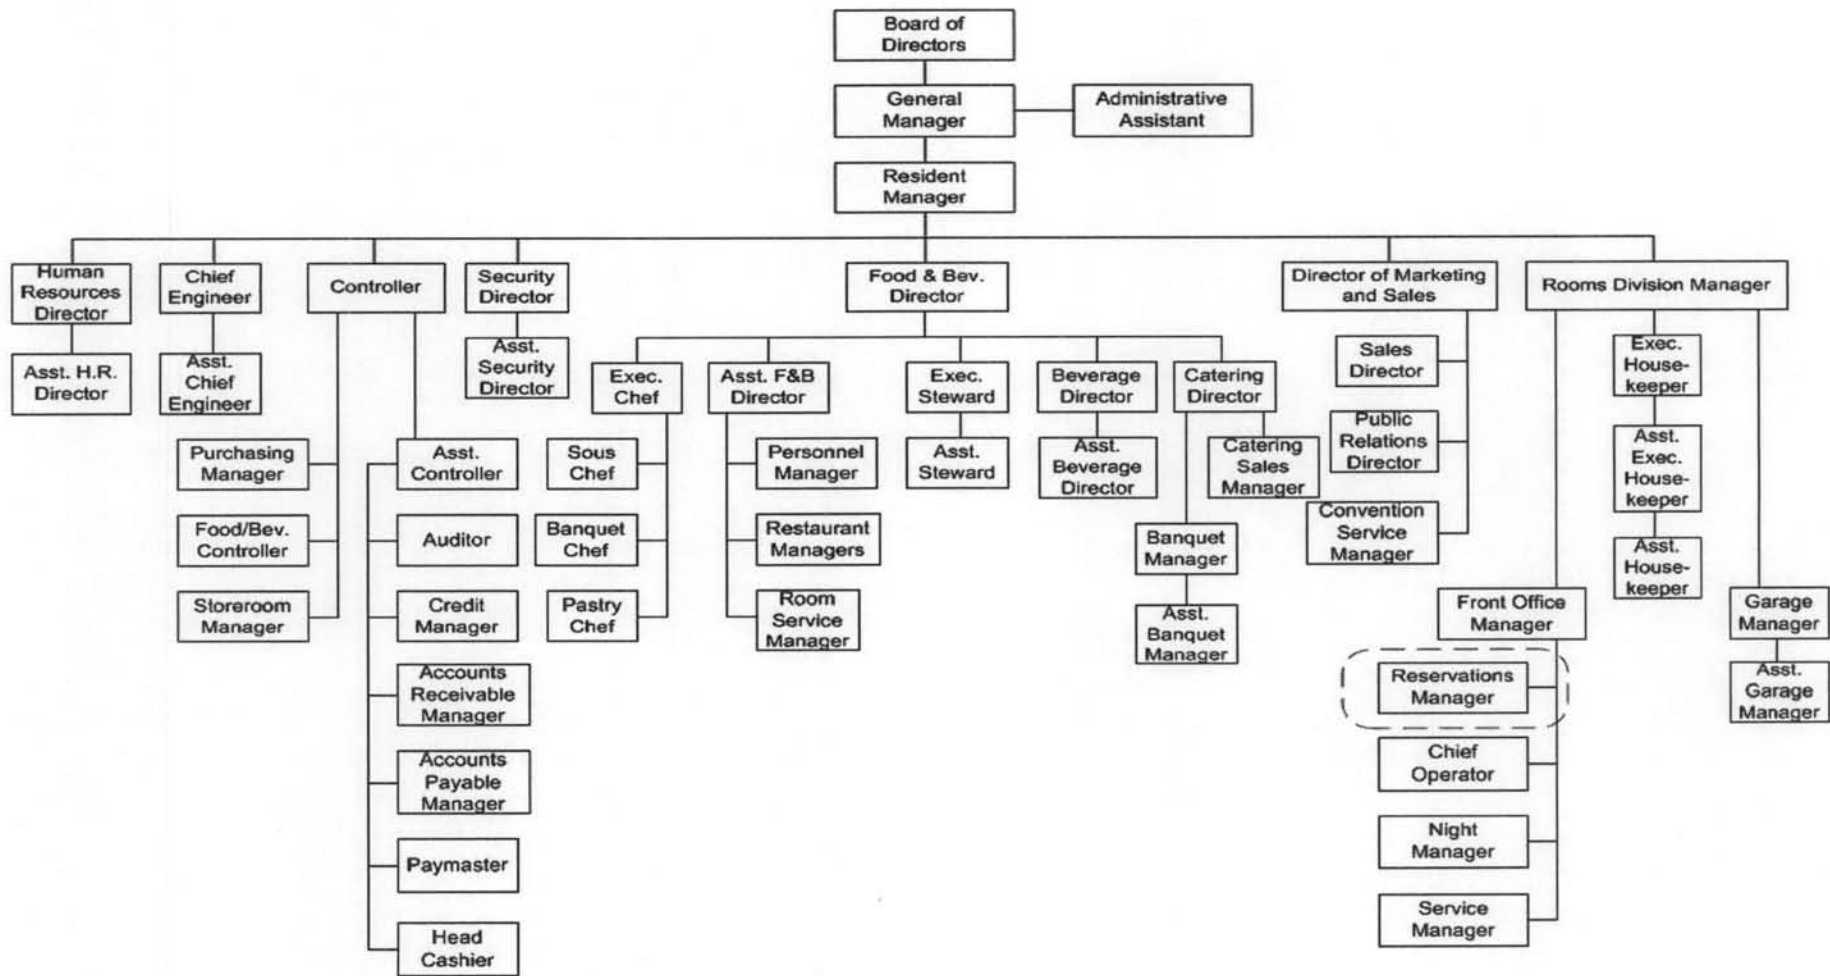 Board of
Directors
General
Manager
Administrative
Assistant
Resident
Manager
Human
Resources
Director
Chief
Engineer
Controller
Security
Director
Food & Bev.
Director
Director of Marketing
and Sales
Rooms Division Manager
Asst. H.R.
Director
Asst.
Chief
Engineer
Asst.
Security
Director
Exec.
Chef
Asst. F&B
Director
Exec.
Steward
Beverage
Director
Catering
Director
Sales
Director
Exec.
House-
keeper
Purchasing
Manager
Asst.
Controller
Sous
Chef
Personnel
Manager
Asst.
Steward
Asst.
Beverage
Director
Catering
Sales
Manager
Public
Relations
Director
Asst.
Exec.
House-
keeper
Food/Bev.
Controller
Auditor
Banquet
Chef
Restaurant
Managers
Banquet
Manager
Convention
Service
Manager
Asst.
House-
keeper
Storeroom
Manager
Credit
Manager
Pastry
Chef
Room
Service
Manager
Asst.
Banquet
Manager
Front Office
Manager
Garage
Manager
Accounts
Receivable
Manager
Reservations
Manager
Asst.
Garage
Manager
Accounts
Payable
Manager
Chief
Operator
Paymaster
Night
Manager
Head
Cashier
Service
Manager